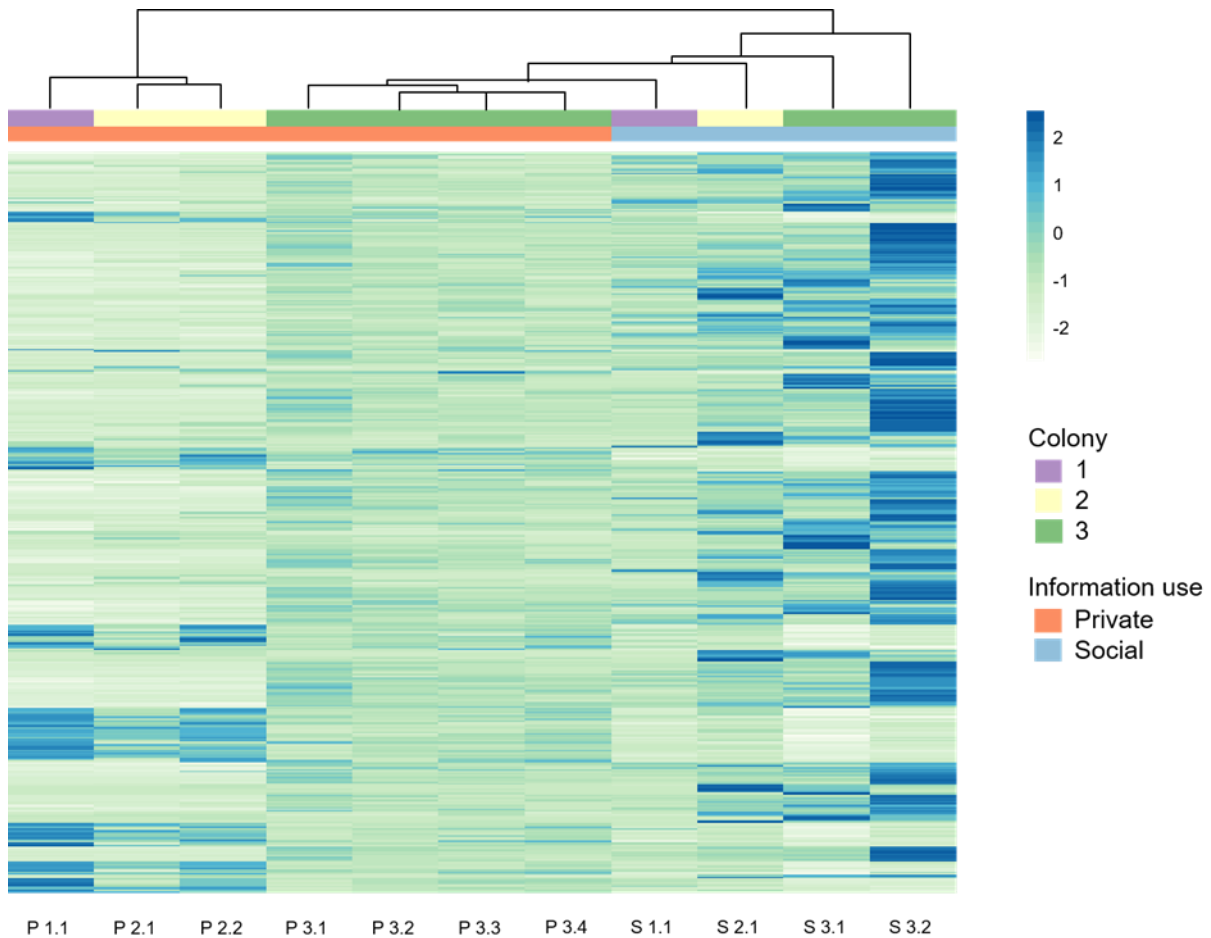 2
1
0
-1
-2
Colony
1
2
3
Information use
Private
Social
P 1.1 P 2.1 P 2.2 P 3.1 P 3.2 P 3.3 P 3.4 S 1.1 S 2.1 S 3.1 S 3.2